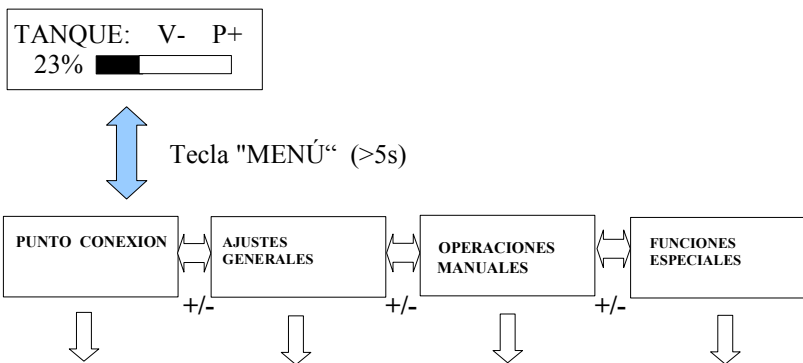 TANQUE: V- P+
23%
Tecla "MENÚ“ (>5s)
PUNTO CONEXION
AJUSTES
GENERALES
OPERACIONES
MANUALES
FUNCIONES
ESPECIALES
+/-
+/-
+/-